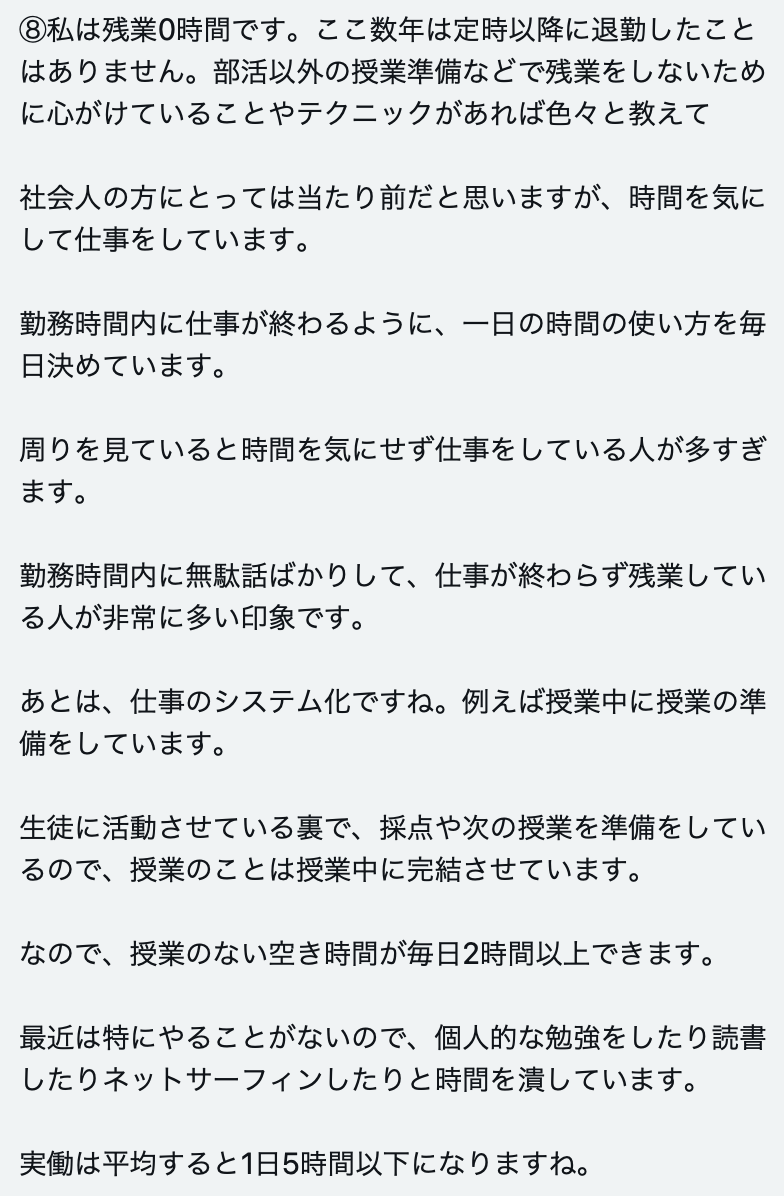 ⑧私は残業0時間です。ここ数年は定時以降に退勤したこと
はありません。部活以外の授業準備などで残業をしないため
に心がけていることやテクニックがあれば色々と教えて
社会人の方にとっては当たり前だと思いますが、時間を気に
して仕事をしています。
勤務時間内に仕事が終わるように、一日の時間の使い方を毎
日決めています。
周りを見ていると時間を気にせず仕事をしている人が多すぎ
ます。
勤務時間内に無駄話ばかりして、仕事が終わらず残業してい
る人が非常に多い印象です。
あとは、仕事のシステム化ですね。例えば授業中に授業の準
備をしています。
生徒に活動させている裏で、採点や次の授業を準備をしてい
るので、授業のことは授業中に完結させています。
なので、授業のない空き時間が毎日2時間以上できます。
最近は特にやることがないので、個人的な勉強をしたり読書
したりネットサーフィンしたりと時間を潰しています。
実働は平均すると1日5時間以下になりますね。